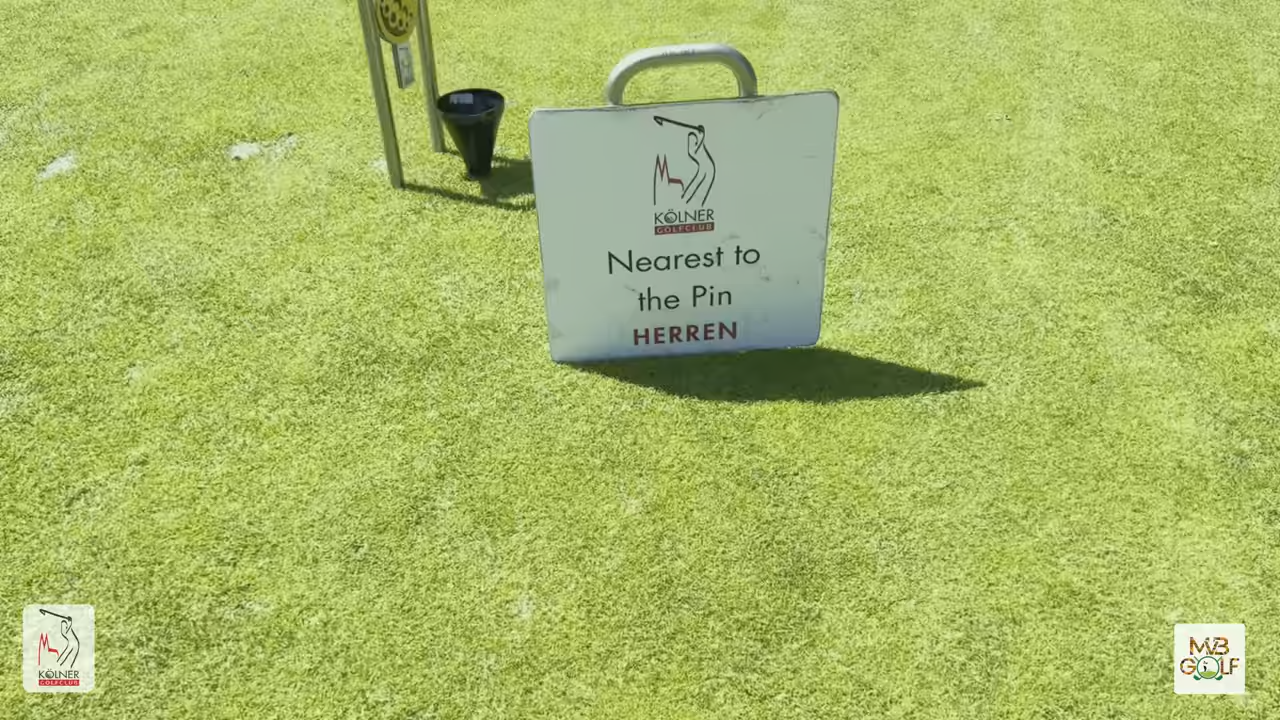 KÖLNER
GOLFCLUB
Nearest to
the Pin
HERREN
KÖLNER
GOLFCLUB
MVB
GOLF